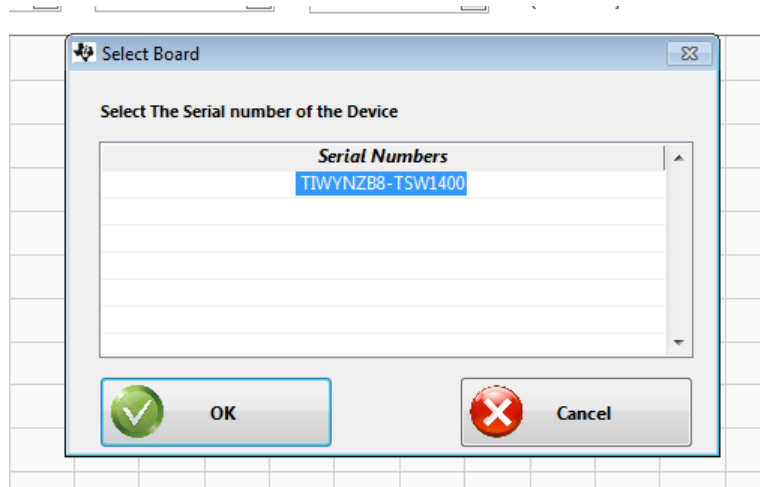 Select Board
Select The Serial number of the Device
Serial Numbers
TIWYNZB8-TSW1400
OK
Cancel